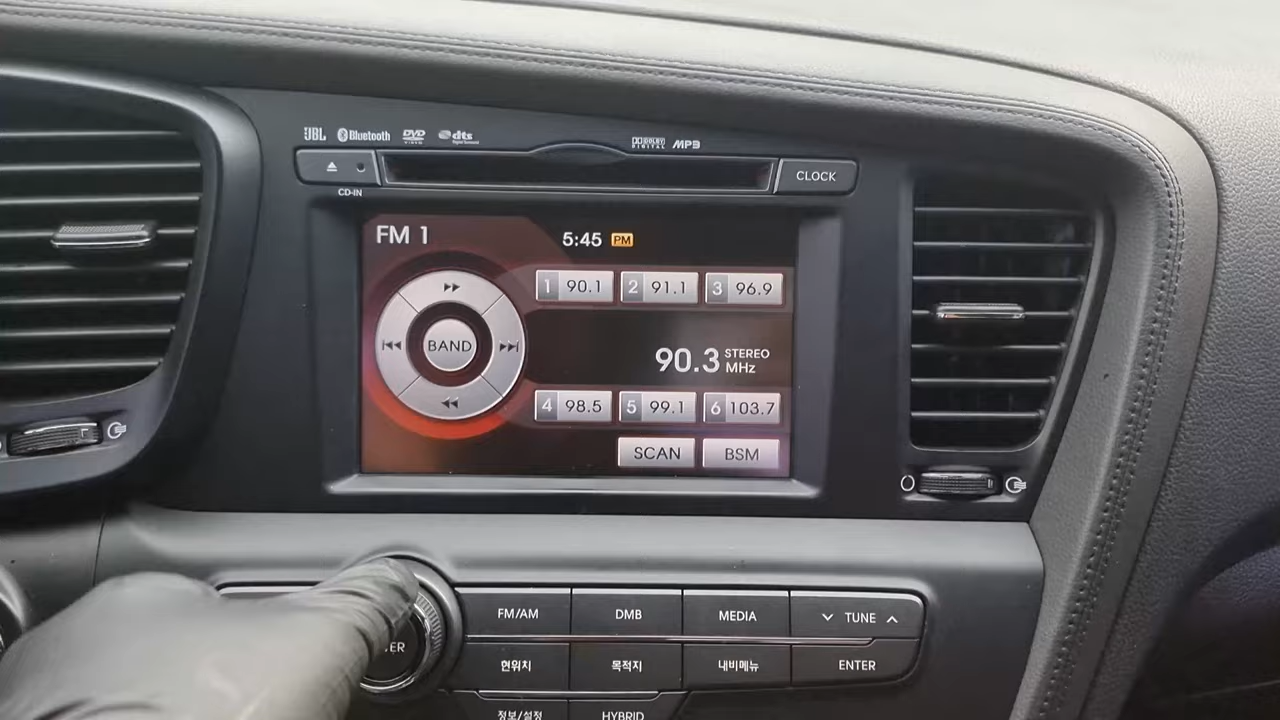 JBL Bluetooth DVD VIDEO dts Digital Surround DOLBY DIGITAL MP3
CLOCK
CD-IN
FM 1 5:45 PM
1 90.1 2 91.1 3 96.9
BAND
90.3 STEREO MHz
4 98.5 5 99.1 6 103.7
SCAN BSM
FM/AM DMB MEDIA TUNE
ER
현위치 목적지 내비메뉴 ENTER
정보/설정 HYBRID